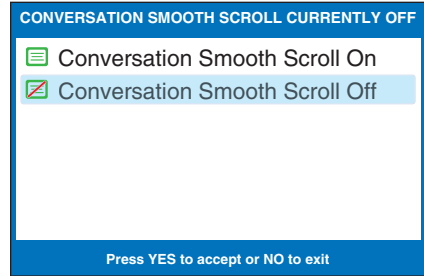 CONVERSATION SMOOTH SCROLL CURRENTLY OFF
Conversation Smooth Scroll On
Conversation Smooth Scroll Off
Press YES to accept or NO to exit